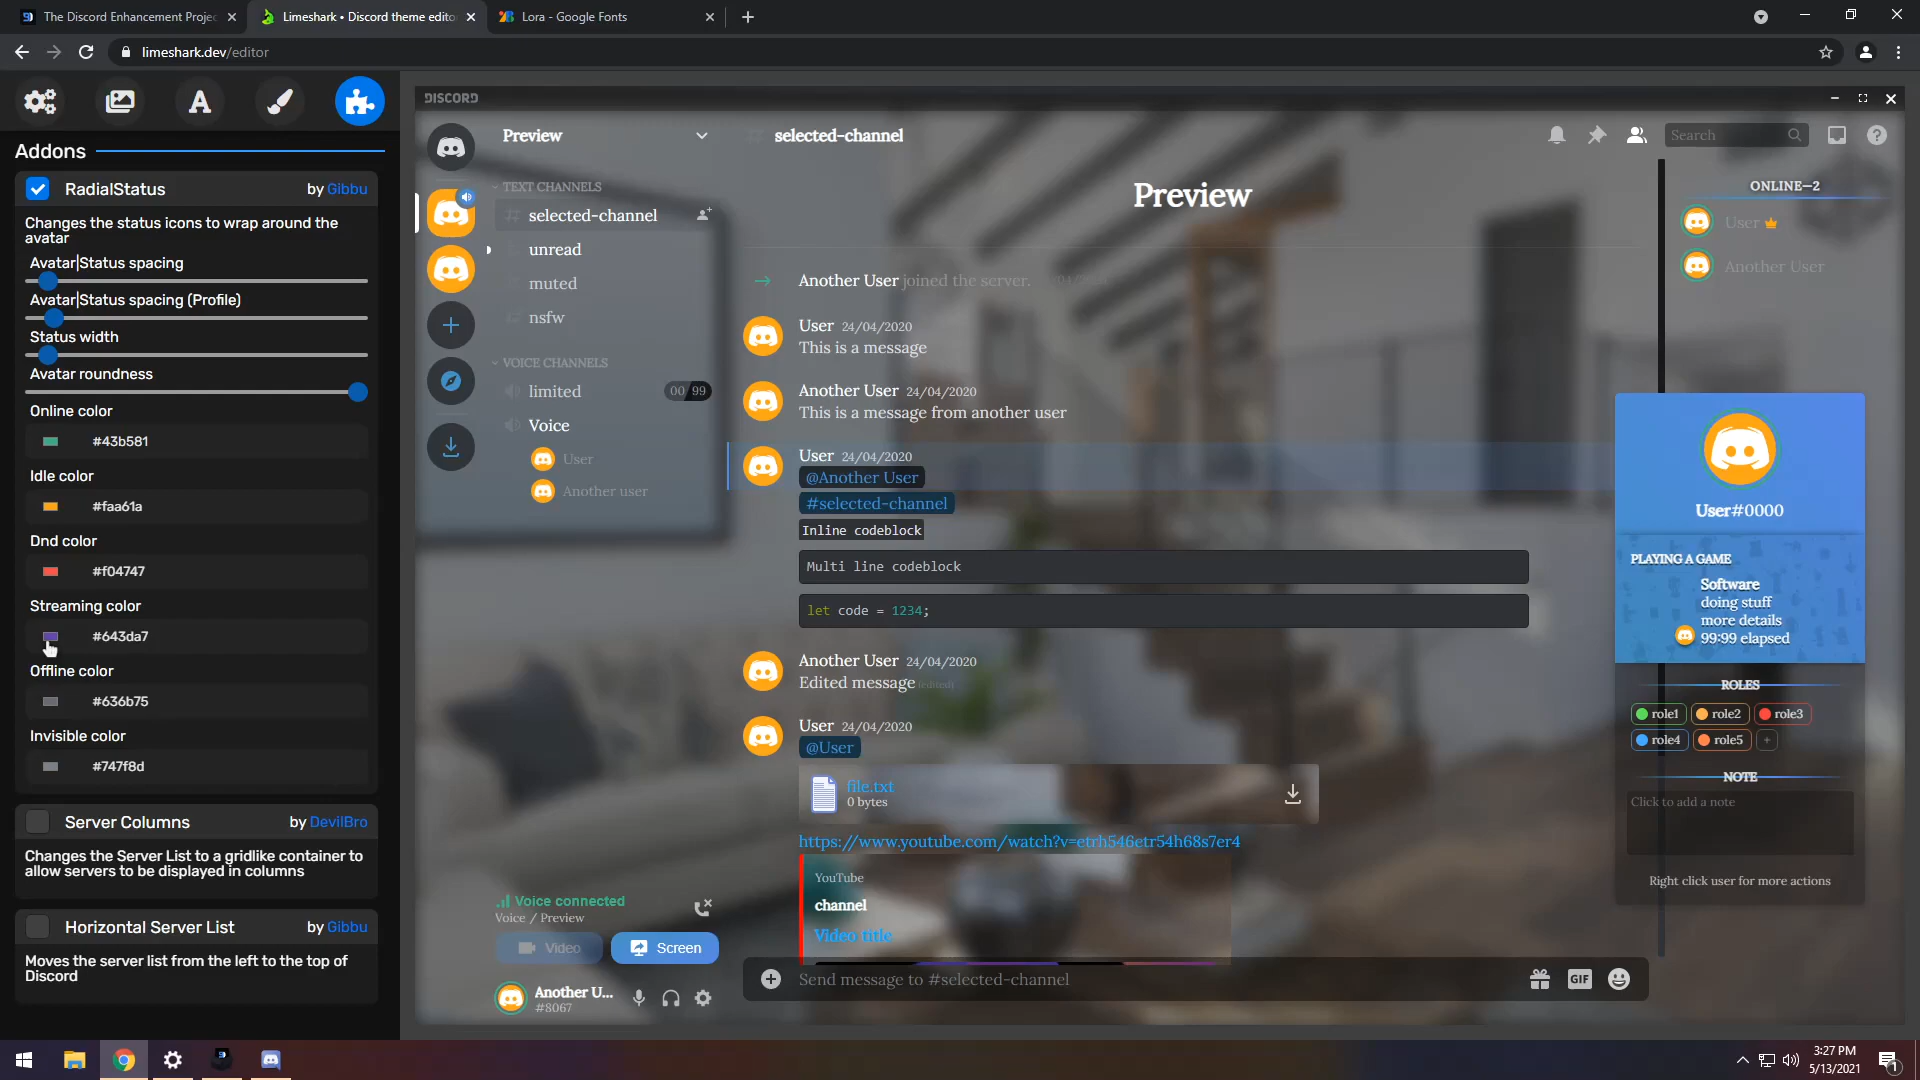 The Discord Enhancement Projec
Limeshark • Discord theme edito
Lora - Google Fonts
limeshark.dev/editor
Addons
RadialStatus
by Gibbu
Changes the status icons to wrap around the
avatar
Avatar|Status spacing
Avatar|Status spacing (Profile)
Status width
Avatar roundness
Online color
#43b581
Idle color
#faa61a
Dnd color
#f04747
Streaming color
#643da7
Offline color
#636b75
Invisible color
#747f8d
Server Columns
by DevilBro
Changes the Server List to a gridlike container to
allow servers to be displayed in columns
Horizontal Server List
by Gibbu
Moves the server list from the left to the top of
Discord
DISCORD
Preview
TEXT CHANNELS
selected-channel
unread
muted
nsfw
VOICE CHANNELS
limited
00 99
Voice
User
Another user
Voice connected
Voice / Preview
Video
Screen
Another U...
#8067
selected-channel
Search
Preview
Another User joined the server.
User 24/04/2020
This is a message
Another User 24/04/2020
This is a message from another user
User 24/04/2020
@Another User
#selected-channel
Inline codeblock
Multi line codeblock
let code = 1234;
Another User 24/04/2020
Edited message (edited)
User 24/04/2020
@User
file.txt
0 bytes
https://www.youtube.com/watch?v=etrh546etr54h68s7er4
YouTube
channel
Video title
Send message to #selected-channel
GIF
ONLINE—2
User
Another User
User#0000
PLAYING A GAME
Software
doing stuff
more details
99:99 elapsed
ROLES
role1
role2
role3
role4
role5
NOTE
Click to add a note
Right click user for more actions
3:27 PM
5/13/2021
1